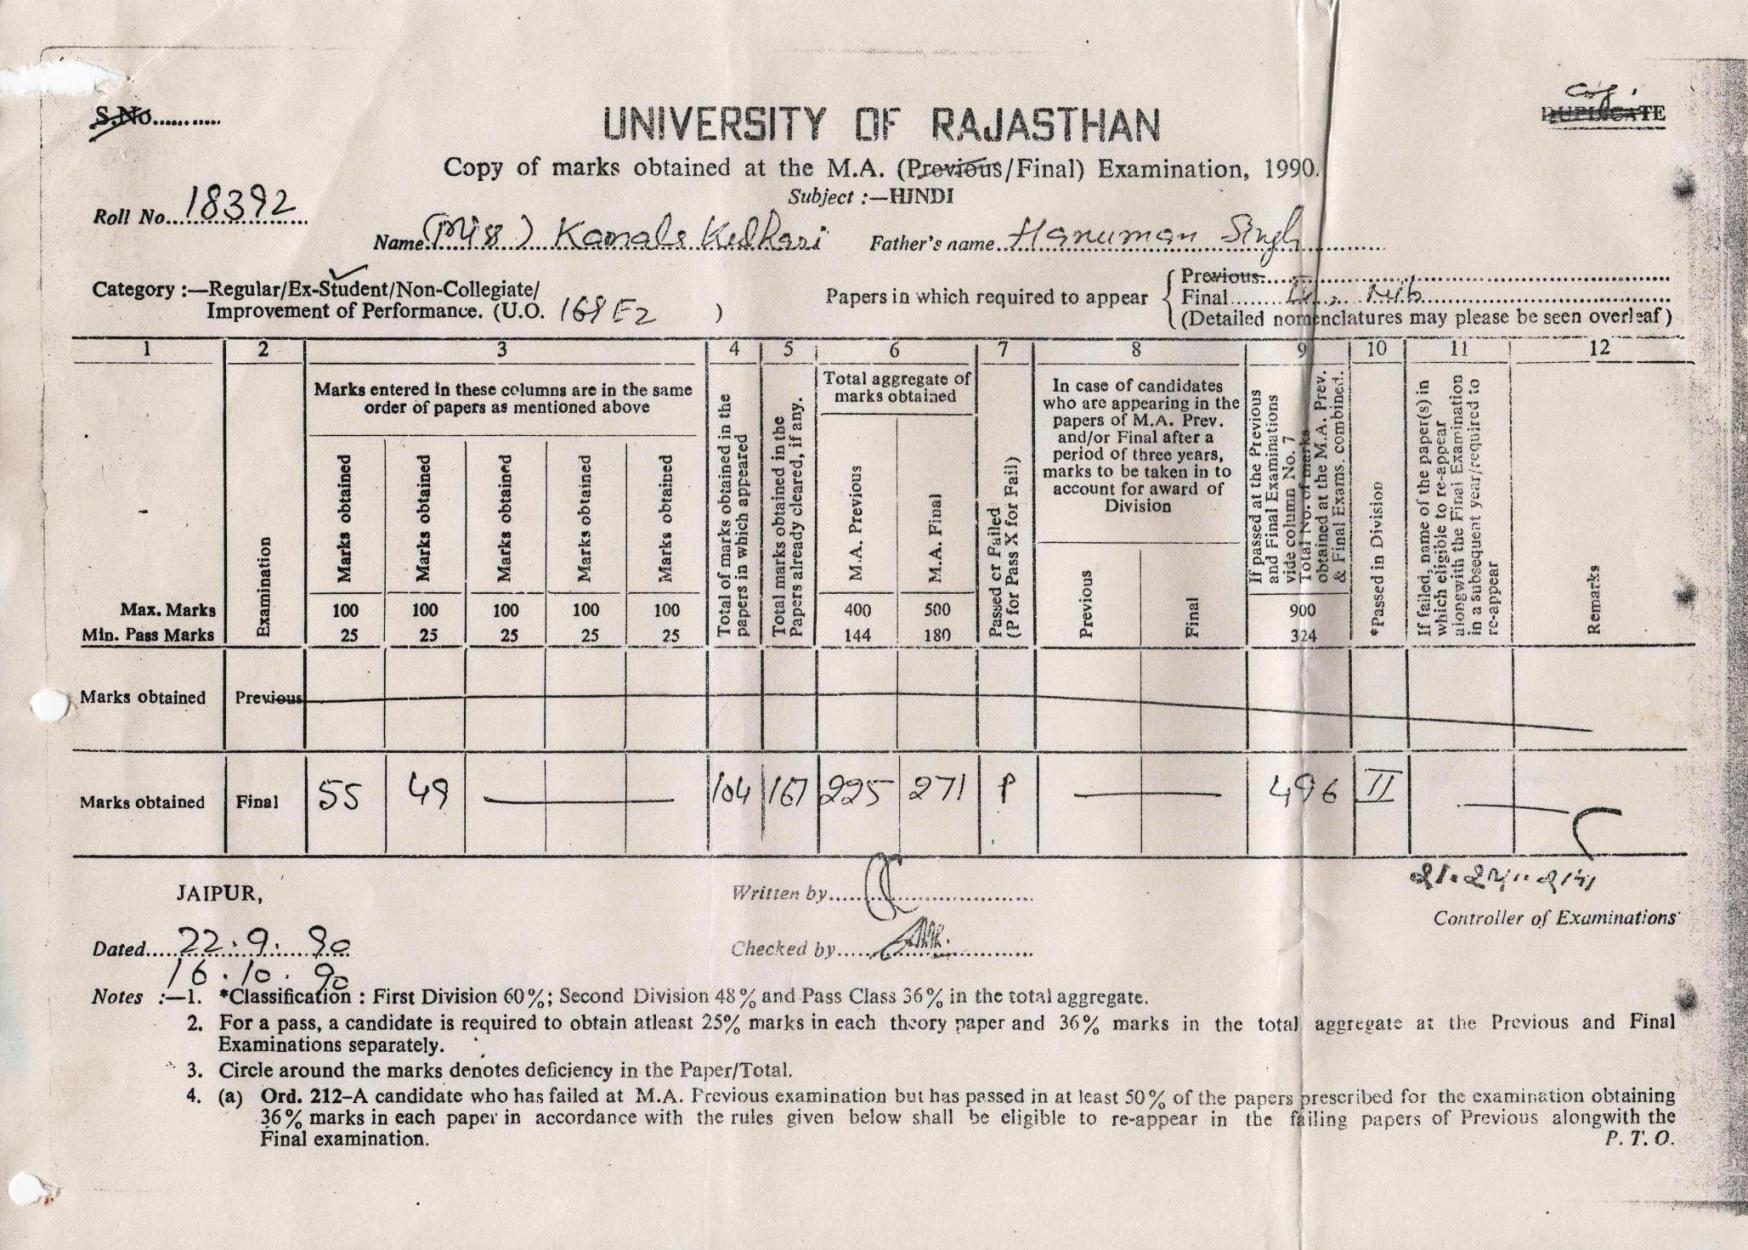 S.No..........
UNIVERSITY OF RAJASTHAN
Copy
DUPLICATE
Copy of marks obtained at the M.A. (Previous/Final) Examination, 1990.
Subject :—HINDI
Roll No. 18392
Name (Miss) Father's name Hanuman Singh
Category :—Regular/Ex-Student/Non-Collegiate/
Improvement of Performance. (U.O. 168E2 )
Papers in which required to appear
Previous
Final
(Detailed nomenclatures may please be seen overleaf)
1 2 3 4 5 6 7 8 9 10 11 12
Marks entered in these columns are in the same
order of papers as mentioned above
Total aggregate of
marks obtained
In case of candidates
who are appearing in the
papers of M.A. Prev.
and/or Final after a
period of three years,
marks to be taken in to
account for award of
Division
Examination
Marks obtained
Marks obtained
Marks obtained
Marks obtained
Marks obtained
Total of marks obtained in the
papers in which appeared
Total marks obtained in the
Papers already cleared, if any.
M.A. Previous
M.A. Final
Passed or Failed
(P for Pass X for Fail)
Previous
Final
If passed at the Previous
and Final Examinations
vide column No. 7
Total No. of marks
obtained at the M.A. Prev.
& Final Exams. combined.
*Passed in Division
If failed, name of the paper(s) in
which eligible to re-appear
alongwith the Final Examination
in a subsequent year/required to
re-appear
Remarks
Max. Marks 100 100 100 100 100 400 500 900
Min. Pass Marks 25 25 25 25 25 144 180 324
Marks obtained Previous
Marks obtained Final 55 49 104 167 225 271 P 496 II
JAIPUR,
Written by
Controller of Examinations
Dated 22.9.90
Checked by
16.10.90
Notes :—1. *Classification : First Division 60%; Second Division 48% and Pass Class 36% in the total aggregate.
2. For a pass, a candidate is required to obtain atleast 25% marks in each theory paper and 36% marks in the total aggregate at the Previous and Final
Examinations separately.
3. Circle around the marks denotes deficiency in the Paper/Total.
4. (a) Ord. 212–A candidate who has failed at M.A. Previous examination but has passed in at least 50% of the papers prescribed for the examination obtaining
36% marks in each paper in accordance with the rules given below shall be eligible to re-appear in the failing papers of Previous alongwith the
Final examination.
P. T. O.